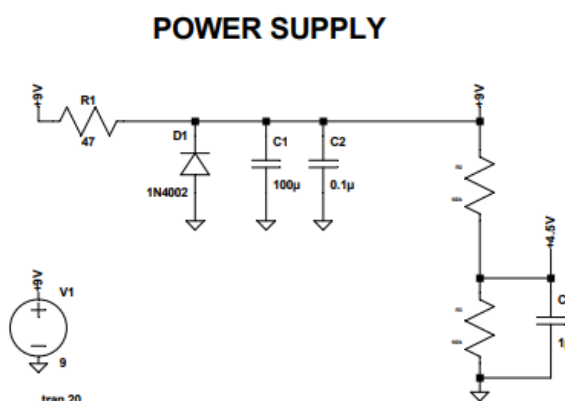 POWER SUPPLY
+9V
R1
47
D1
1N4002
C1
100µ
C2
0.1µ
+9V
+4.5V
+9V
V1
9